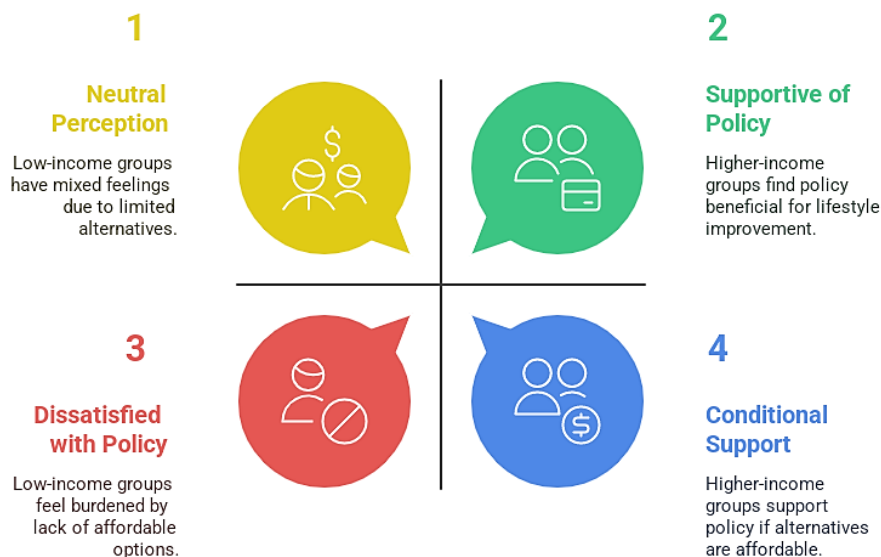 1
Neutral
Perception
Low-income groups
have mixed feelings
due to limited
alternatives.
2
Supportive of
Policy
Higher-income
groups find policy
beneficial for lifestyle
improvement.
3
Dissatisfied
with Policy
Low-income groups
feel burdened by
lack of affordable
options.
4
Conditional
Support
Higher-income
groups support
policy if alternatives
are affordable.
$
$